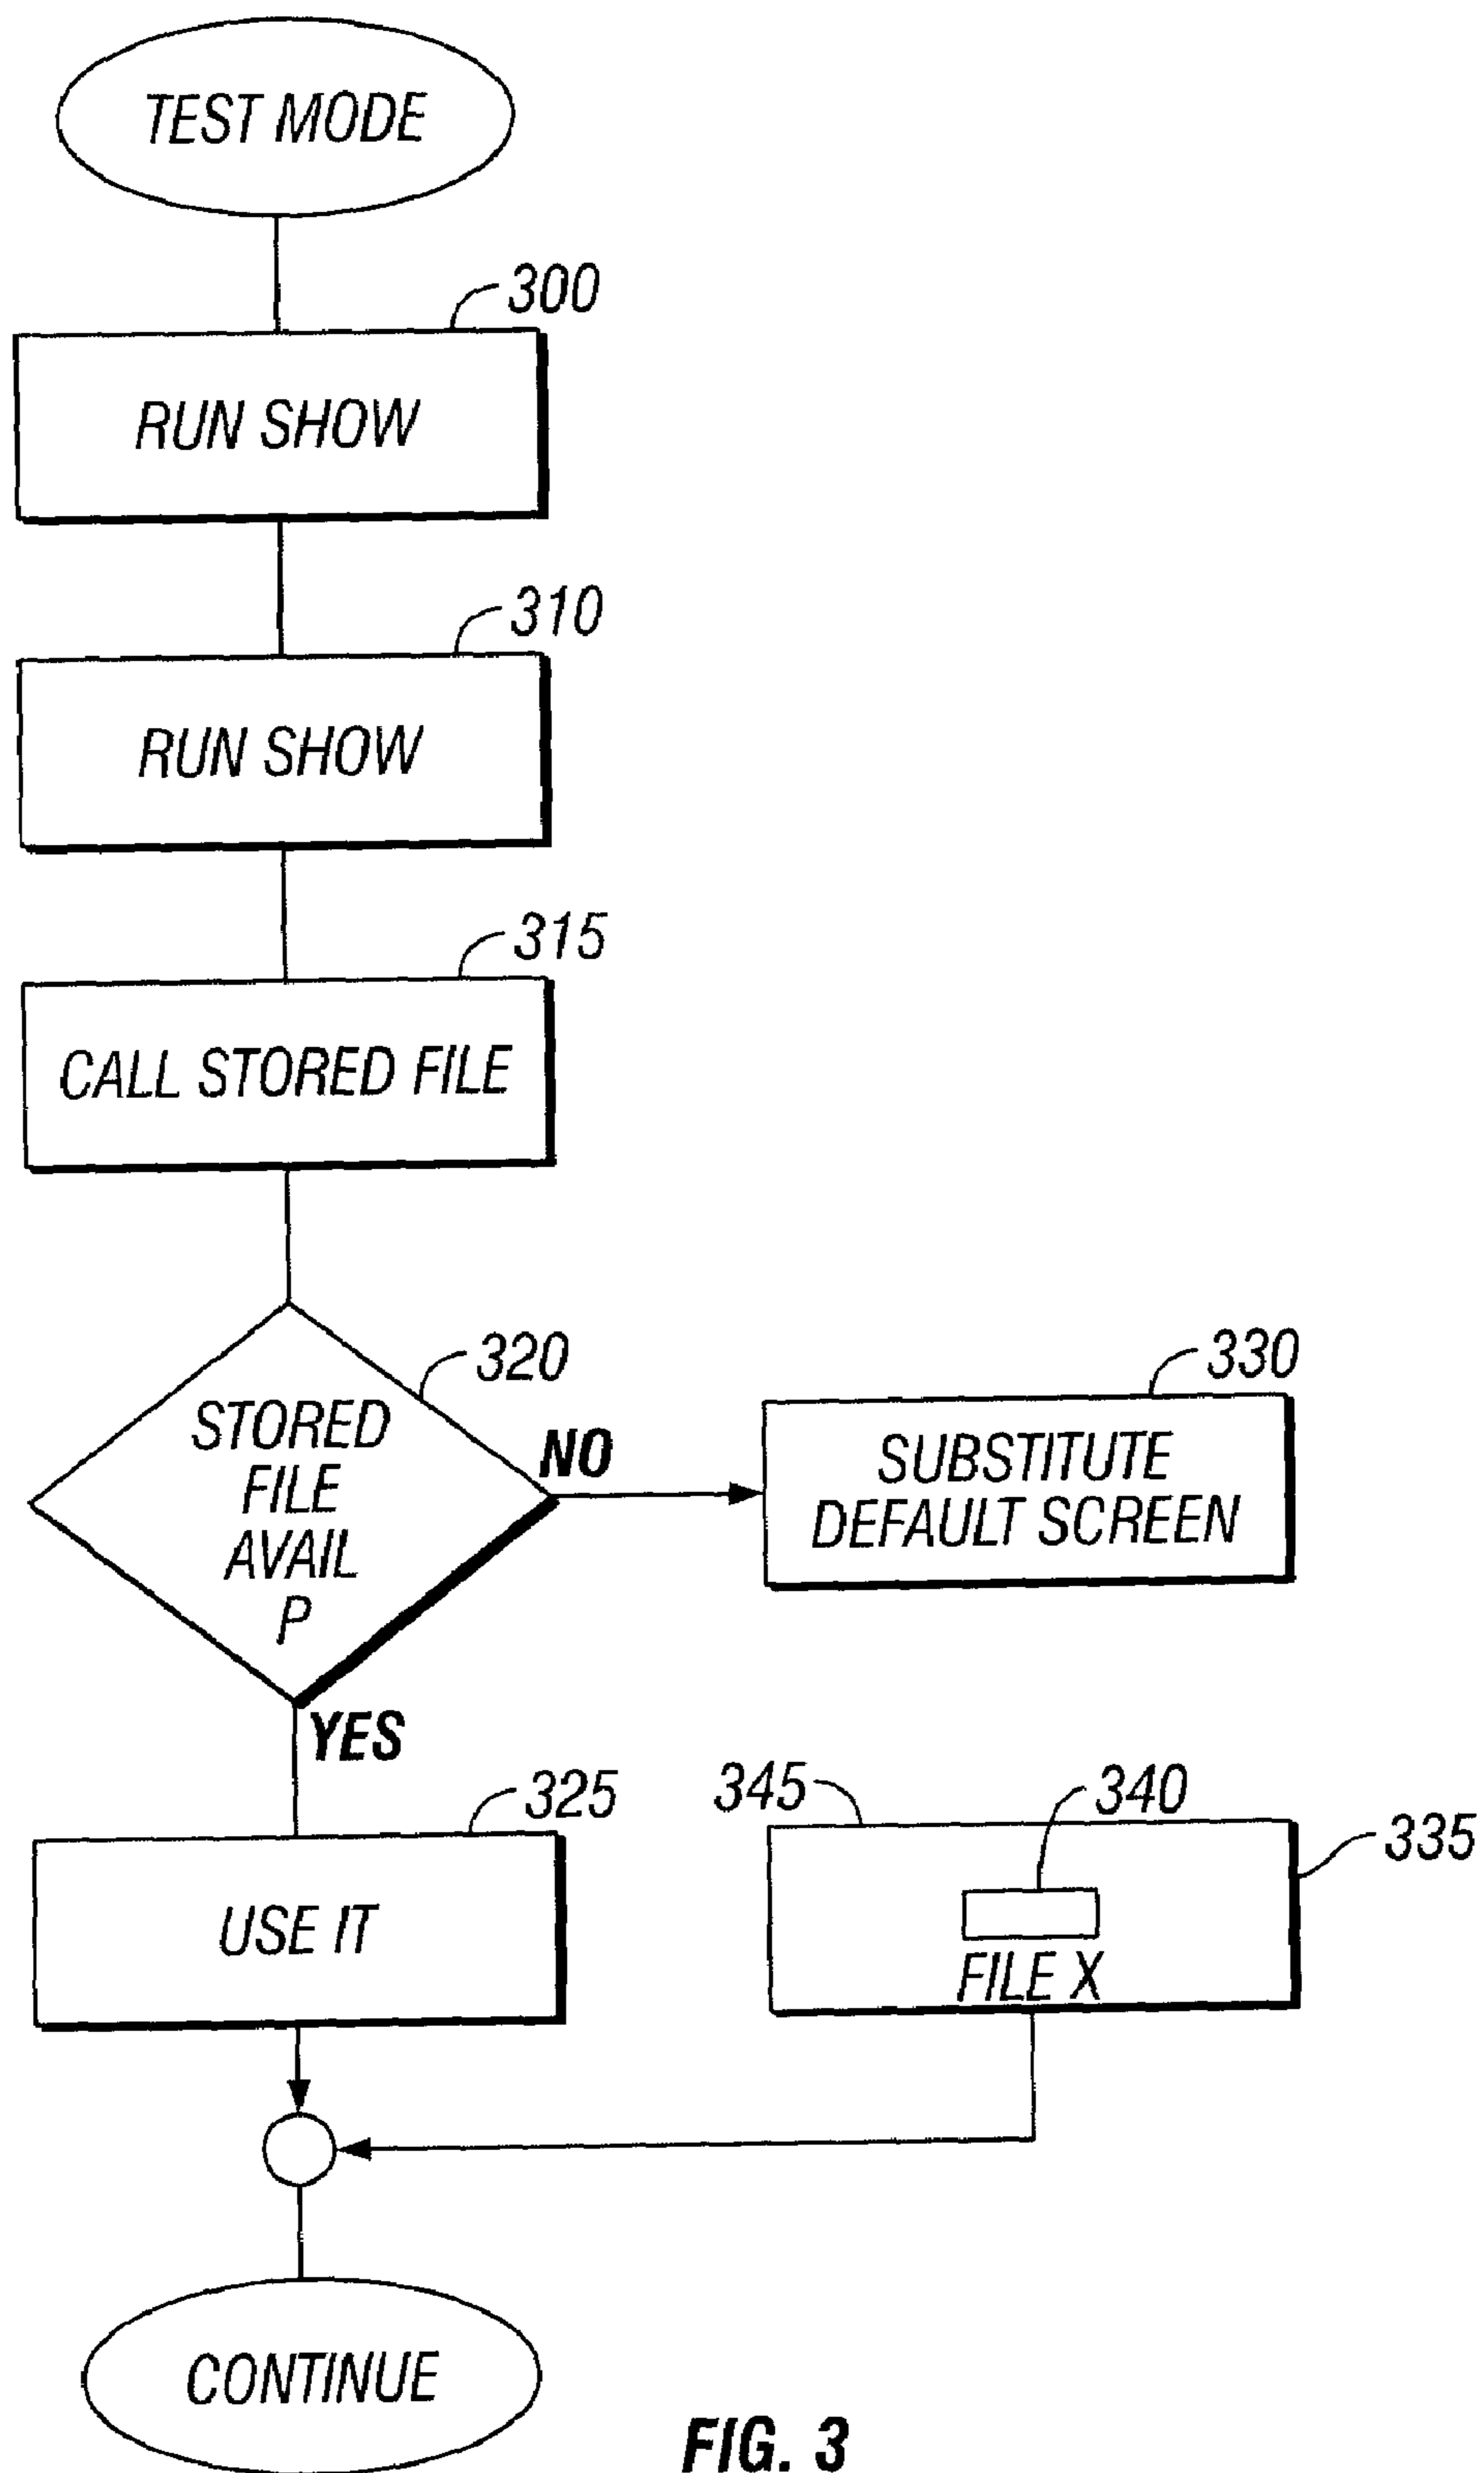 TEST MODE
300
RUN SHOW
310
RUN SHOW
315
CALL STORED FILE
320
STORED
FILE
AVAIL
P
NO
330
SUBSTITUTE
DEFAULT SCREEN
YES
325
USE IT
345
340
335
FILE X
CONTINUE
FIG. 3